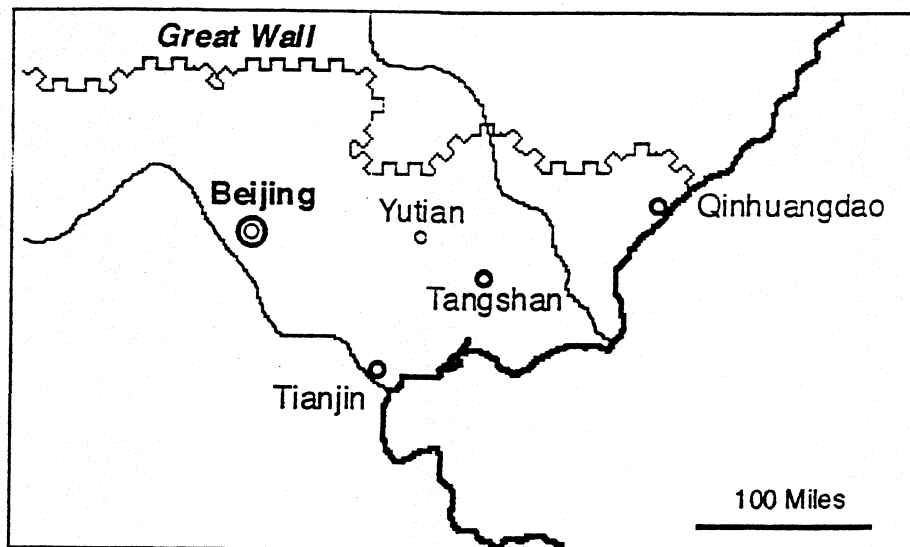 Great Wall
Beijing
Yutian
Qinhuangdao
Tangshan
Tianjin
100 Miles